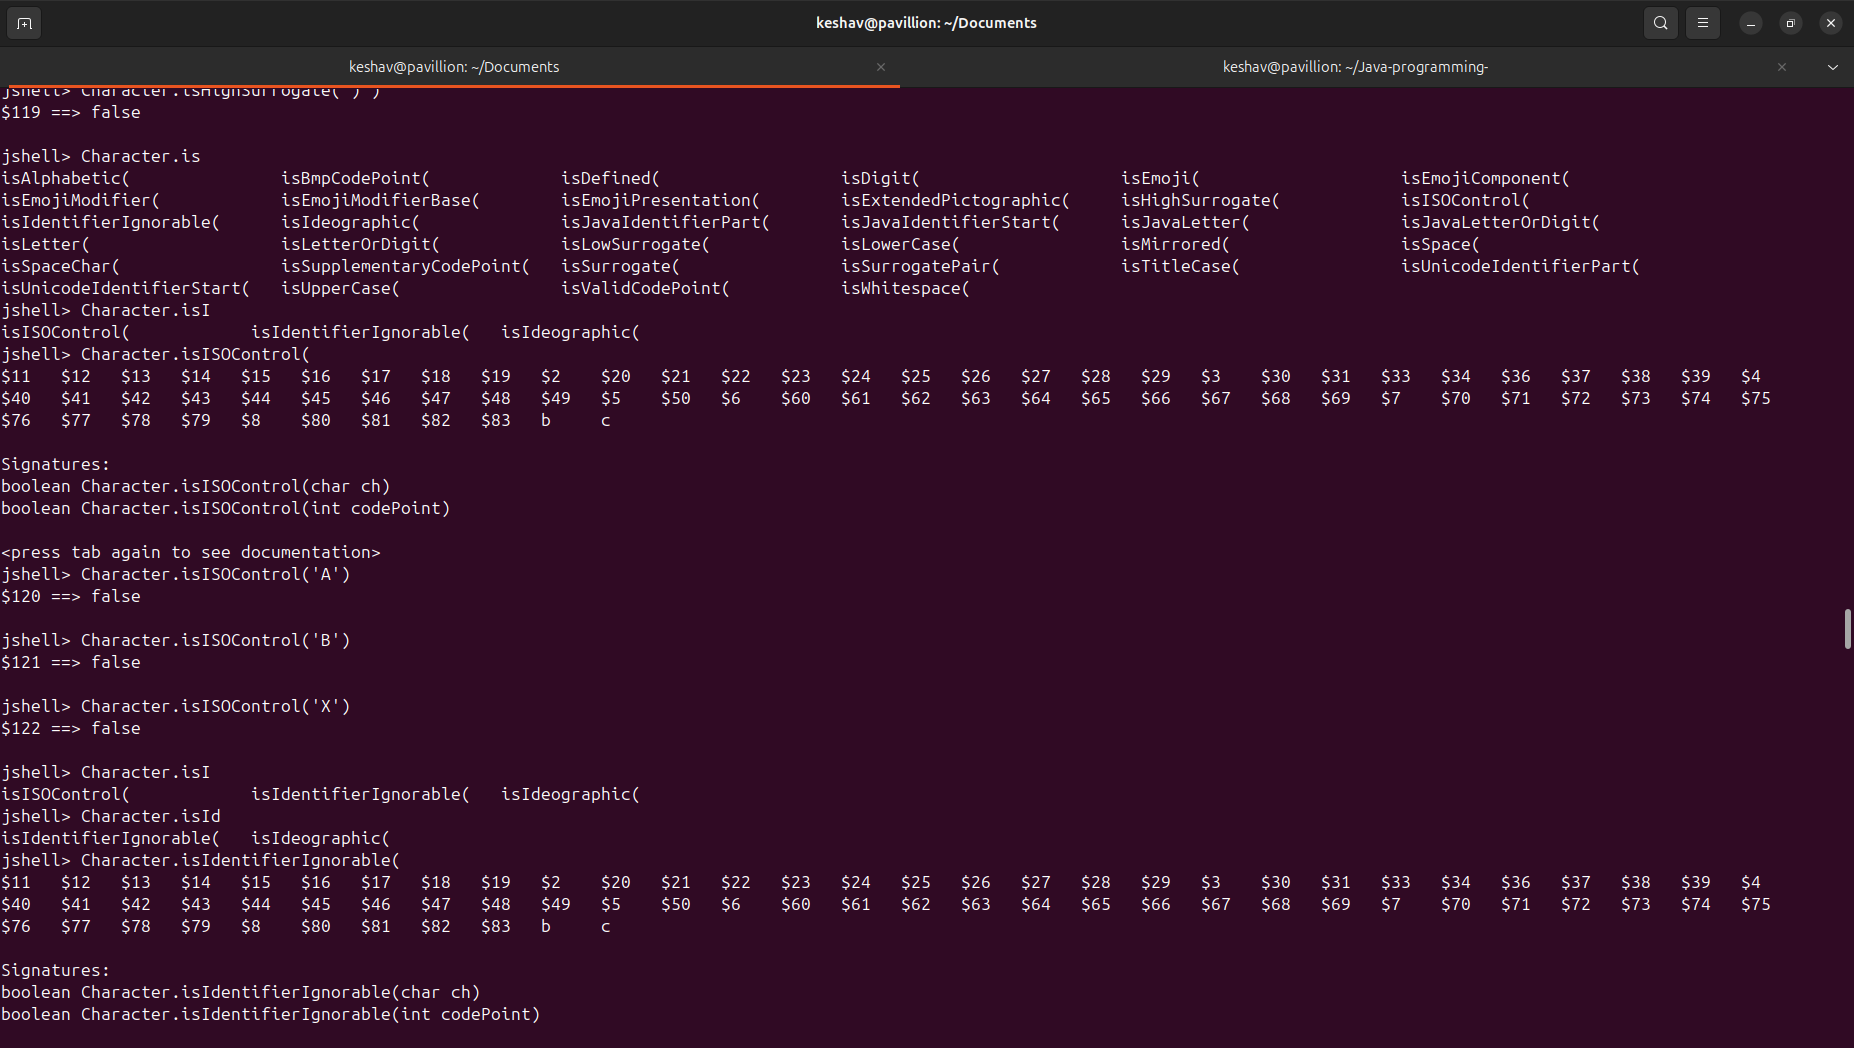 keshav@pavillion: ~/Documents
keshav@pavillion: ~/Documents
keshav@pavillion: ~/Java-programming-
jshell> Character.isHighSurrogate(')')
$119 ==> false
jshell> Character.is
isAlphabetic( isBmpCodePoint( isDefined( isDigit( isEmoji( isEmojiComponent(
isEmojiModifier( isEmojiModifierBase( isEmojiPresentation( isExtendedPictographic( isHighSurrogate( isISOControl(
isIdentifierIgnorable( isIdeographic( isJavaIdentifierPart( isJavaIdentifierStart( isJavaLetter( isJavaLetterOrDigit(
isLetter( isLetterOrDigit( isLowSurrogate( isLowerCase( isMirrored( isSpace(
isSpaceChar( isSupplementaryCodePoint( isSurrogate( isSurrogatePair( isTitleCase( isUnicodeIdentifierPart(
isUnicodeIdentifierStart( isUpperCase( isValidCodePoint( isWhitespace(
jshell> Character.isI
isISOControl( isIdentifierIgnorable( isIdeographic(
jshell> Character.isISOControl(
$11 $12 $13 $14 $15 $16 $17 $18 $19 $2 $20 $21 $22 $23 $24 $25 $26 $27 $28 $29 $3 $30 $31 $33 $34 $36 $37 $38 $39 $4
$40 $41 $42 $43 $44 $45 $46 $47 $48 $49 $5 $50 $6 $60 $61 $62 $63 $64 $65 $66 $67 $68 $69 $7 $70 $71 $72 $73 $74 $75
$76 $77 $78 $79 $8 $80 $81 $82 $83 b c
Signatures:
boolean Character.isISOControl(char ch)
boolean Character.isISOControl(int codePoint)
<press tab again to see documentation>
jshell> Character.isISOControl('A')
$120 ==> false
jshell> Character.isISOControl('B')
$121 ==> false
jshell> Character.isISOControl('X')
$122 ==> false
jshell> Character.isI
isISOControl( isIdentifierIgnorable( isIdeographic(
jshell> Character.isId
isIdentifierIgnorable( isIdeographic(
jshell> Character.isIdentifierIgnorable(
$11 $12 $13 $14 $15 $16 $17 $18 $19 $2 $20 $21 $22 $23 $24 $25 $26 $27 $28 $29 $3 $30 $31 $33 $34 $36 $37 $38 $39 $4
$40 $41 $42 $43 $44 $45 $46 $47 $48 $49 $5 $50 $6 $60 $61 $62 $63 $64 $65 $66 $67 $68 $69 $7 $70 $71 $72 $73 $74 $75
$76 $77 $78 $79 $8 $80 $81 $82 $83 b c
Signatures:
boolean Character.isIdentifierIgnorable(char ch)
boolean Character.isIdentifierIgnorable(int codePoint)